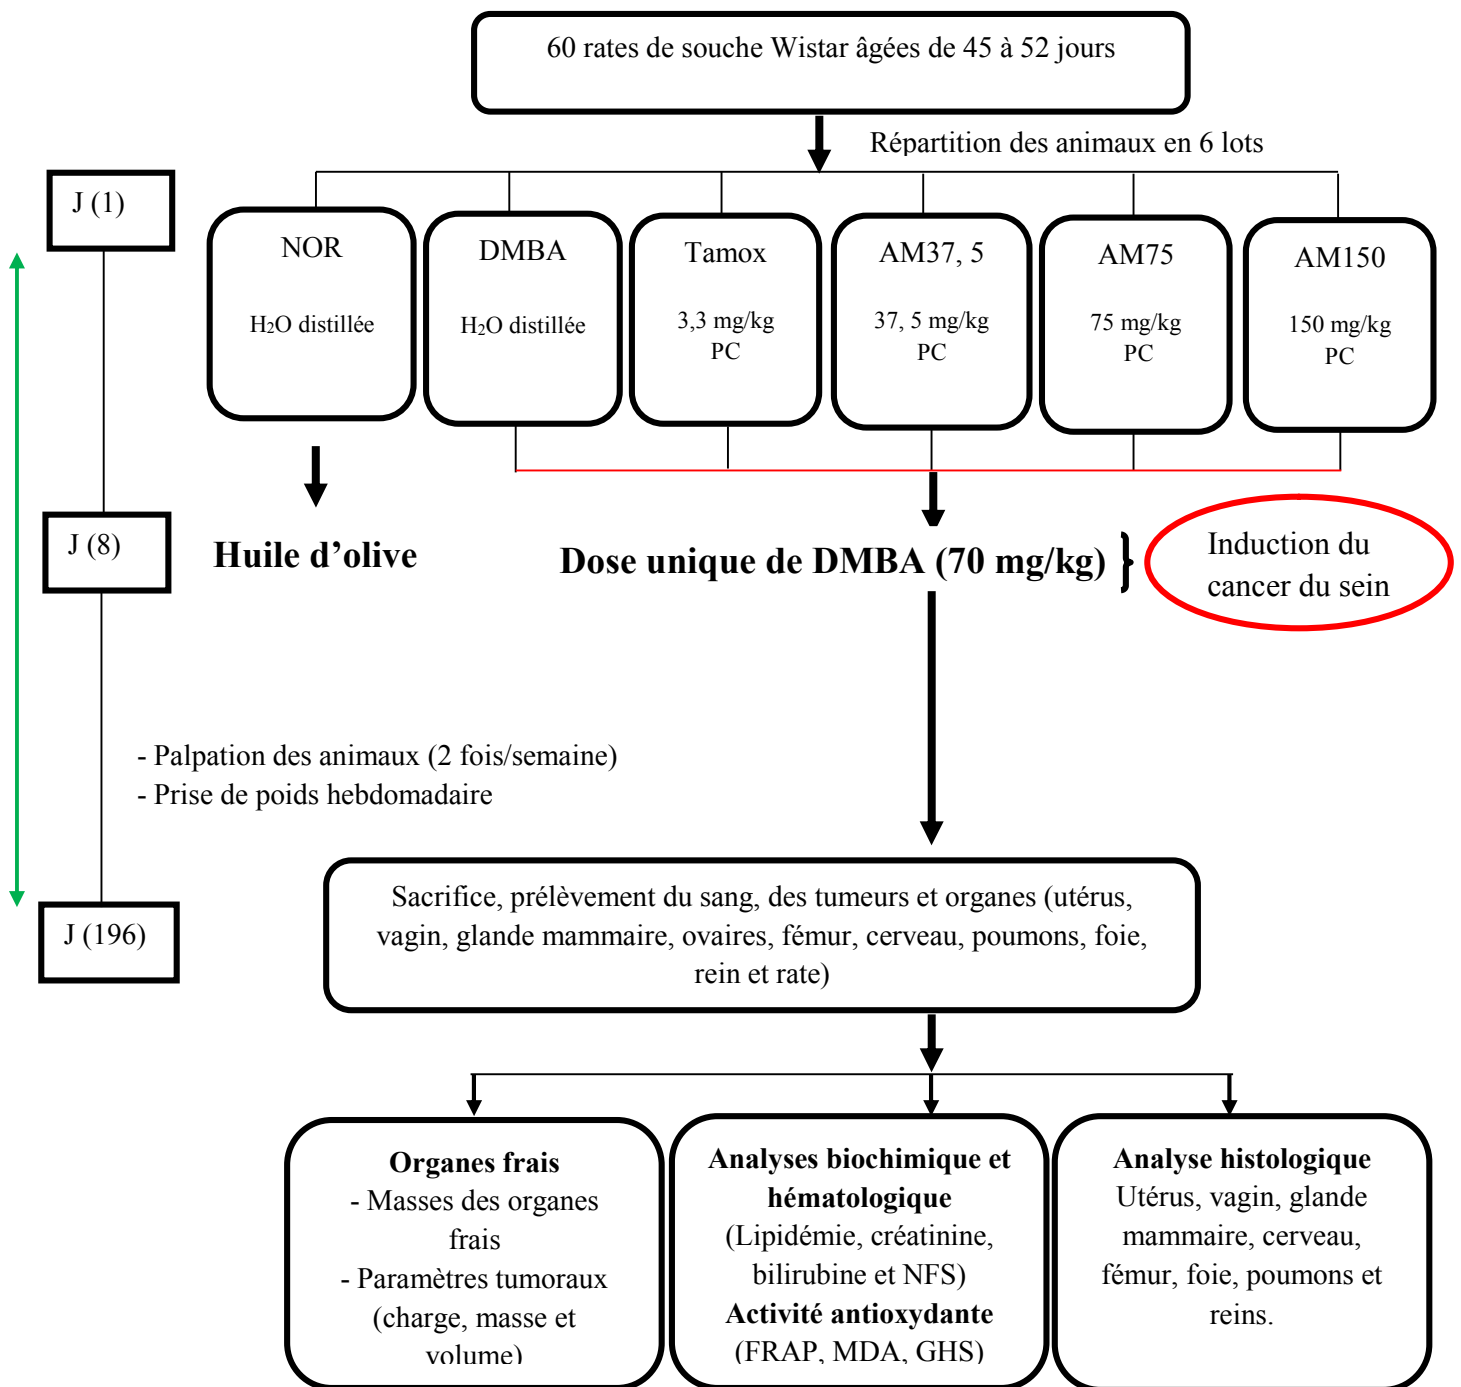 60 rates de souche Wistar âgées de 45 à 52 jours
Répartition des animaux en 6 lots
J (1)
NOR
H₂O distillée
DMBA
H₂O distillée
Tamox
3,3 mg/kg
PC
AM37, 5
37, 5 mg/kg
PC
AM75
75 mg/kg
PC
AM150
150 mg/kg
PC
J (8)
Huile d’olive
Dose unique de DMBA (70 mg/kg)
Induction du
cancer du sein
- Palpation des animaux (2 fois/semaine)
- Prise de poids hebdomadaire
J (196)
Sacrifice, prélèvement du sang, des tumeurs et organes (utérus,
vagin, glande mammaire, ovaires, fémur, cerveau, poumons, foie,
rein et rate)
Organes frais
- Masses des organes
frais
- Paramètres tumoraux
(charge, masse et
volume)
Analyses biochimique et
hématologique
(Lipidémie, créatinine,
bilirubine et NFS)
Activité antioxydante
(FRAP, MDA, GHS)
Analyse histologique
Utérus, vagin, glande
mammaire, cerveau,
fémur, foie, poumons et
reins.